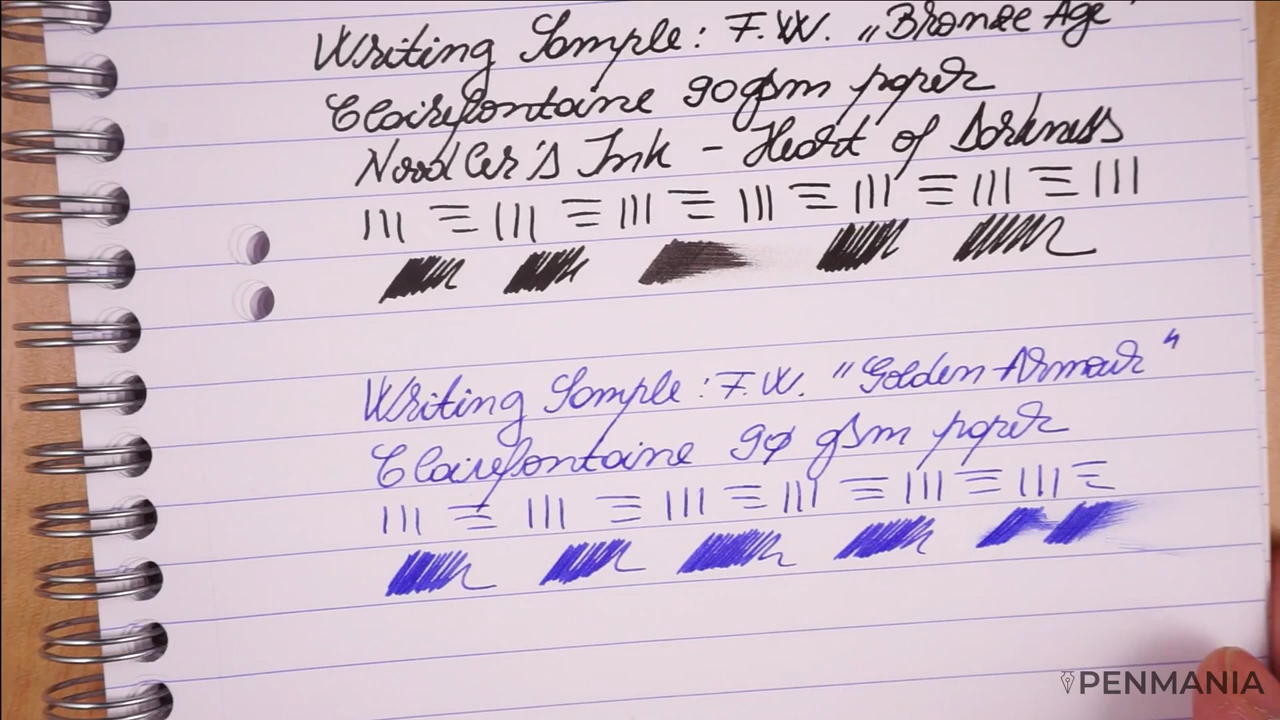 Writing Sample: F.W. „Bronze Age"
Clairefontaine 90gsm paper
Noodler's Ink – Heart of Darkness
Writing Sample: F.W. "Golden Armour"
Clairefontaine 90 gsm paper
PENMANIA